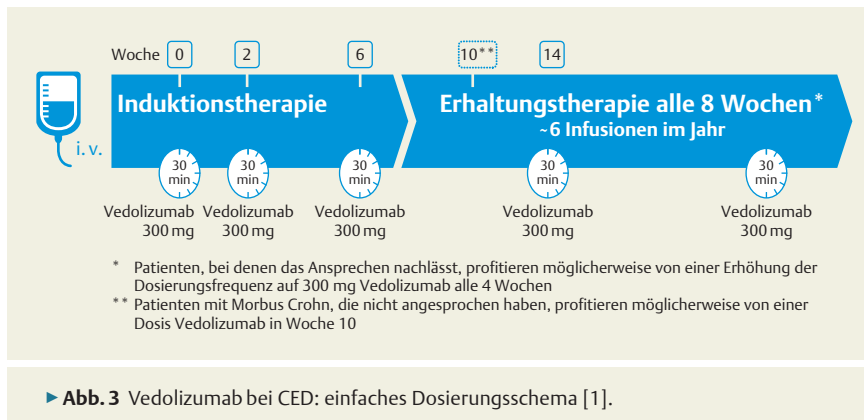 Woche 0 2 6 10** 14
Induktionstherapie
Erhaltungstherapie alle 8 Wochen*
~6 Infusionen im Jahr
i. v.
30 min 30 min 30 min 30 min 30 min
Vedolizumab Vedolizumab Vedolizumab Vedolizumab Vedolizumab
300 mg 300 mg 300 mg 300 mg 300 mg
* Patienten, bei denen das Ansprechen nachlässt, profitieren möglicherweise von einer Erhöhung der
Dosierungsfrequenz auf 300 mg Vedolizumab alle 4 Wochen
** Patienten mit Morbus Crohn, die nicht angesprochen haben, profitieren möglicherweise von einer
Dosis Vedolizumab in Woche 10
►Abb. 3 Vedolizumab bei CED: einfaches Dosierungsschema [1].